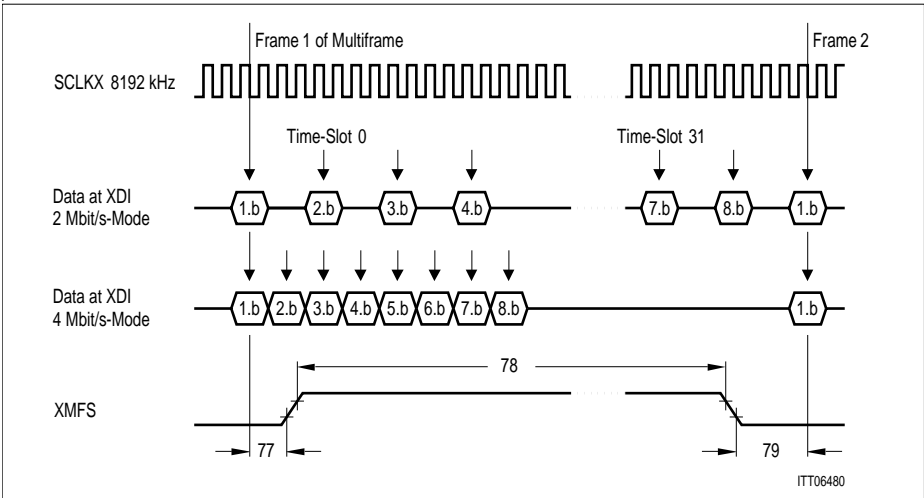 Frame 1 of Multiframe
Frame 2
SCLKX 8192 kHz
Time-Slot 0
Time-Slot 31
Data at XDI
2 Mbit/s-Mode
1.b 2.b 3.b 4.b 7.b 8.b 1.b
Data at XDI
4 Mbit/s-Mode
1.b 2.b 3.b 4.b 5.b 6.b 7.b 8.b 1.b
78
XMFS
77
79
ITT06480